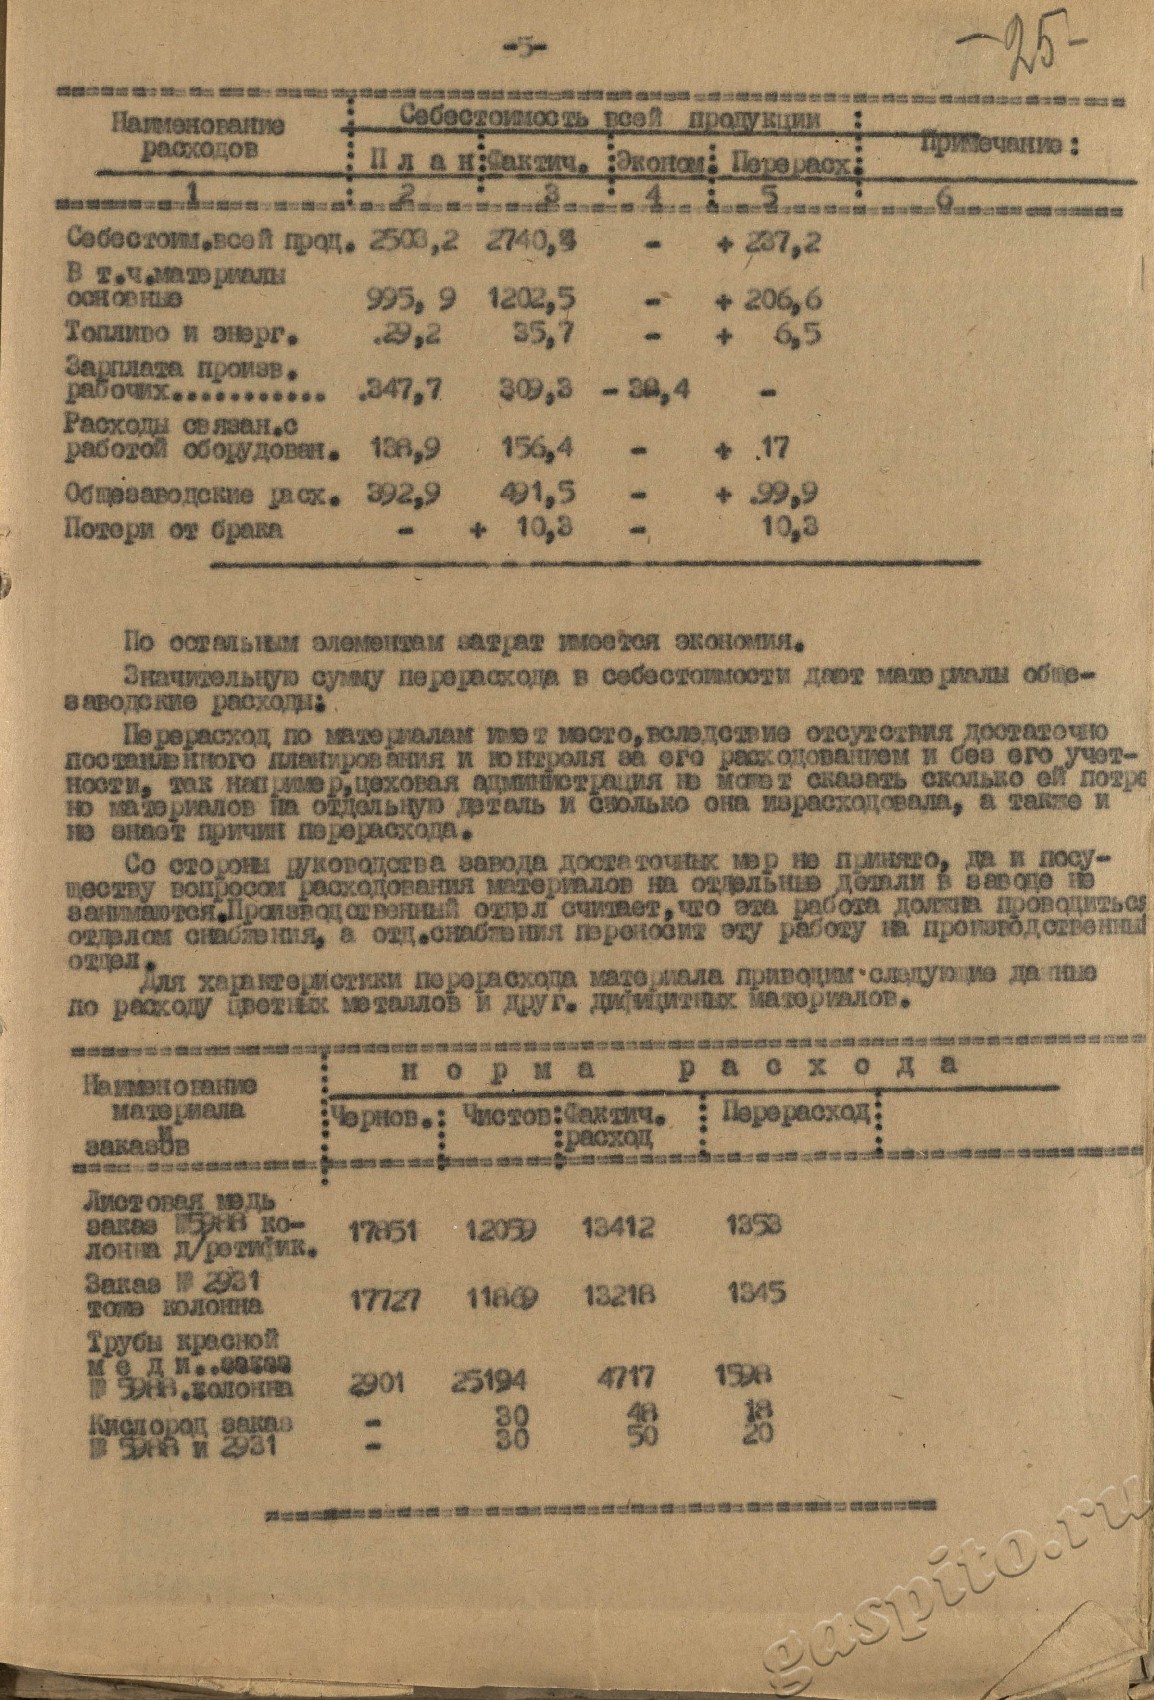 -5-
-25-
Наименование расходов : Себестоимость всей продукции : Примечание:
П л а н : Фактич. : Эконом : Перерасх :
1 : 2 : 3 : 4 : 5 : 6
Себестоим.всей прод. 2503,2 2740,4 - + 237,2
В т.ч.материалы
основные 995, 9 1202,5 - + 206,6
Топливо и энерг. .29,2 35,7 - + 6,5
Зарплата произв.
рабочих........... .347,7 309,3 - 38,4 -
Расходы связан.с
работой оборудован. 138,9 156,4 - + .17
Общезаводские расх. 392,9 491,5 - + .99,9
Потери от брака - + 10,3 - 10,3
По остальным элементам затрат имеется экономия.
Значительную сумму перерасхода в себестоимости дают материалы обще-
заводские расходы:
Перерасход по материалам имет место,вследствие отсутствия достаточно
поставленного планирования и контроля за его расходованием и без его учет-
ности, так например,цеховая администрация не может сказать сколько ей потре
но материалов на отдельную деталь и сколько она израсходовала, а также и
не знает причин перерасхода.
Со стороны руководства завода достаточных мер не принято, да и посу-
ществу вопросом расходования материалов на отдельные детали в заводе не
занимаются.Производственный отдел считает,что эта работа должна проводиться
отделом снабжения, а отд.снабжения переносит эту работу на производственный
отдел.
Для характеристики перерасхода материала приводим следующие данные
по расходу цветных металлов и друг. дифицитных материалов.
Наименование
материала
и
заказов
н о р м а р а с х о д а
Чернов.: Чистов: Фактич. расход : Перерасход :
Листовая медь
заказ №5988 ко-
лонна д/ретифик. 17851 12059 13412 1353
Заказ № 2931
тоже колонна 17727 11869 13218 1345
Трубы красной
м е д и..заказ
№ 5988.колонна 2901 25194 4717 1598
Кислород заказ - 30 48 18
№ 5988 и 2931 - 30 50 20
gaspito.ru